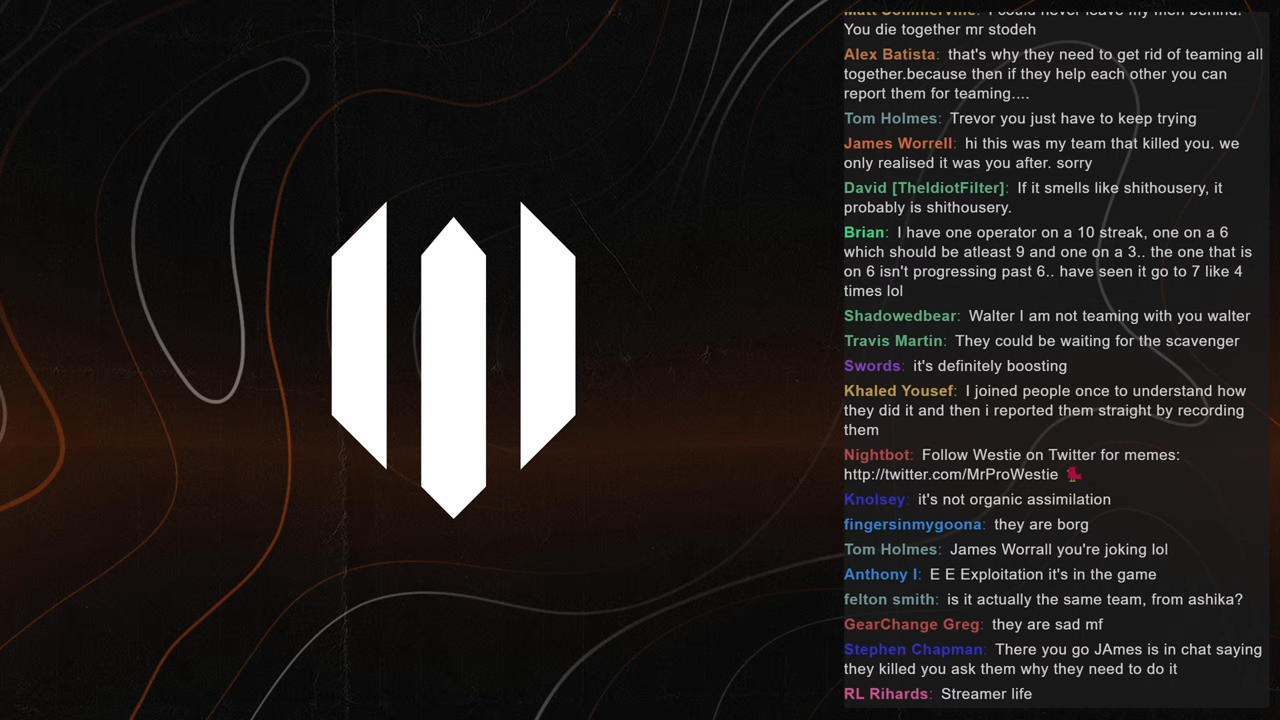 Matt Sommerville: I could never leave my men behind.
You die together mr stodeh
Alex Batista: that's why they need to get rid of teaming all
together.because then if they help each other you can
report them for teaming....
Tom Holmes: Trevor you just have to keep trying
James Worrell: hi this was my team that killed you. we
only realised it was you after. sorry
David [TheIdiotFilter]: If it smells like shithousery, it
probably is shithousery.
Brian: I have one operator on a 10 streak, one on a 6
which should be atleast 9 and one on a 3.. the one that is
on 6 isn't progressing past 6.. have seen it go to 7 like 4
times lol
Shadowedbear: Walter I am not teaming with you walter
Travis Martin: They could be waiting for the scavenger
Swords: it's definitely boosting
Khaled Yousef: I joined people once to understand how
they did it and then i reported them straight by recording
them
Nightbot: Follow Westie on Twitter for memes:
http://twitter.com/MrProWestie
Knolsey: it's not organic assimilation
fingersinmygoona: they are borg
Tom Holmes: James Worrall you're joking lol
Anthony I: E E Exploitation it's in the game
felton smith: is it actually the same team, from ashika?
GearChange Greg: they are sad mf
Stephen Chapman: There you go JAmes is in chat saying
they killed you ask them why they need to do it
RL Rihards: Streamer life